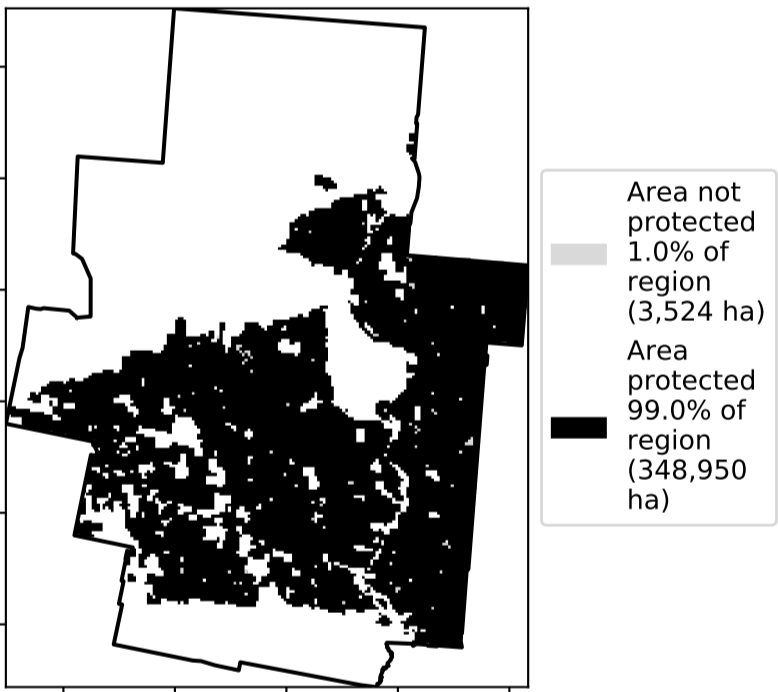 Area not
protected
1.0% of
region
(3,524 ha)
Area
protected
99.0% of
region
(348,950
ha)